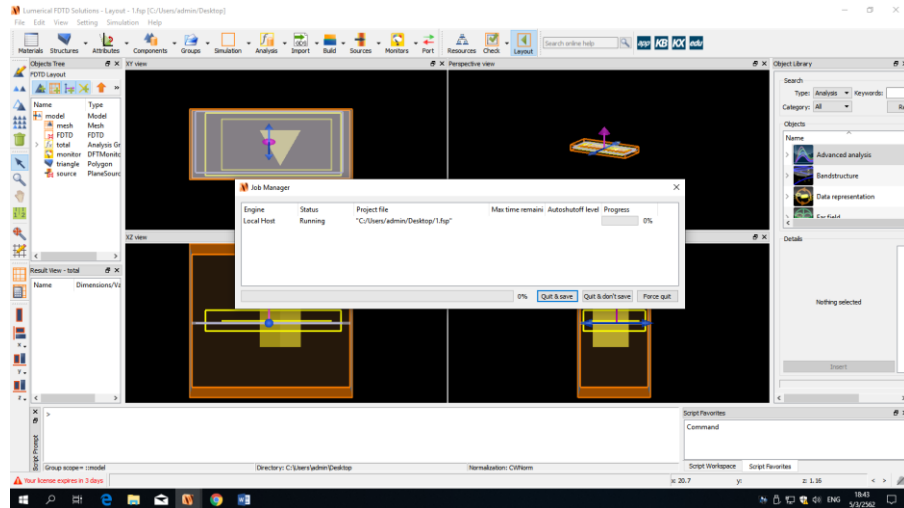 Lumerical FDTD Solutions - Layout - 1.fsp [C:/Users/admin/Desktop]
File Edit View Setting Simulation Help
Materials Structures Attributes Components Groups Simulation Analysis Import Build Sources Monitors Port Resources Check Layout Search online help app KB KX edu
Objects Tree XY view Perspective view Object Library
FDTD Layout
Name Type
model Model
mesh Mesh
FDTD FDTD
total Analysis Gr
monitor DFTMonito
triangle Polygon
source PlaneSourc
Search
Type: Analysis Keywords:
Category: All
Objects
Name
Advanced analysis
Bandstructure
Data representation
Far field
Job Manager
Engine Status Project file Max time remaini Autoshutoff level Progress
Local Host Running "C:/Users/admin/Desktop/1.fsp" 0%
0% Quit & save Quit & don't save Force quit
XZ view
Details
Nothing selected
Insert
Result View - total
Name Dimensions/Va
Script Prompt
>
Script Favorites
Command
Script Workspace Script Favorites
Group scope= ::model Directory: C:\Users\admin\Desktop Normalization: CWNorm
Your license expires in 3 days x: 20.7 y: z: 1.16
ENG 18:43
5/3/2562